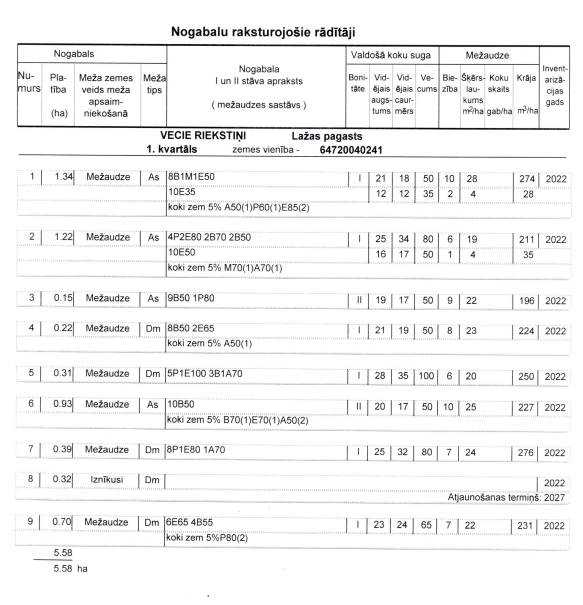 Nogabalu raksturojošie rādītāji
Nogabals
Nogabala
I un II stāva apraksts
( mežaudzes sastāvs )
Valdošā koku suga
Mežaudze
Invent-
arizā-
cijas
gads
Nu-
murs
Pla-
tība
(ha)
Meža zemes
veids meža
apsaim-
niekošanā
Meža
tips
Boni-
tāte
Vid-
ējais
augs-
tums
Vid-
ējais
caur-
mērs
Ve-
cums
Bie-
zība
Šķērs-
lau-
kums
m²/ha
Koku
skaits
gab/ha
Krāja
m³/ha
VECIE RIEKSTIŅI Lažas pagasts
1. kvartāls zemes vienība - 64720040241
1 1.34 Mežaudze As 8B1M1E50 I 21 18 50 10 28 274 2022
10E35 12 12 35 2 4 28
koki zem 5% A50(1)P60(1)E85(2)
2 1.22 Mežaudze As 4P2E80 2B70 2B50 I 25 34 80 6 19 211 2022
10E50 16 17 50 1 4 35
koki zem 5% M70(1)A70(1)
3 0.15 Mežaudze As 9B50 1P80 II 19 17 50 9 22 196 2022
4 0.22 Mežaudze Dm 8B50 2E65 I 21 19 50 8 23 224 2022
koki zem 5% A50(1)
5 0.31 Mežaudze Dm 5P1E100 3B1A70 I 28 35 100 6 20 250 2022
6 0.93 Mežaudze As 10B50 II 20 17 50 10 25 227 2022
koki zem 5% B70(1)E70(1)A50(2)
7 0.39 Mežaudze Dm 8P1E80 1A70 I 25 32 80 7 24 276 2022
8 0.32 Iznīkusi Dm 2022
Atjaunošanas termiņš: 2027
9 0.70 Mežaudze Dm 6E65 4B55 I 23 24 65 7 22 231 2022
koki zem 5%P80(2)
5.58
5.58 ha